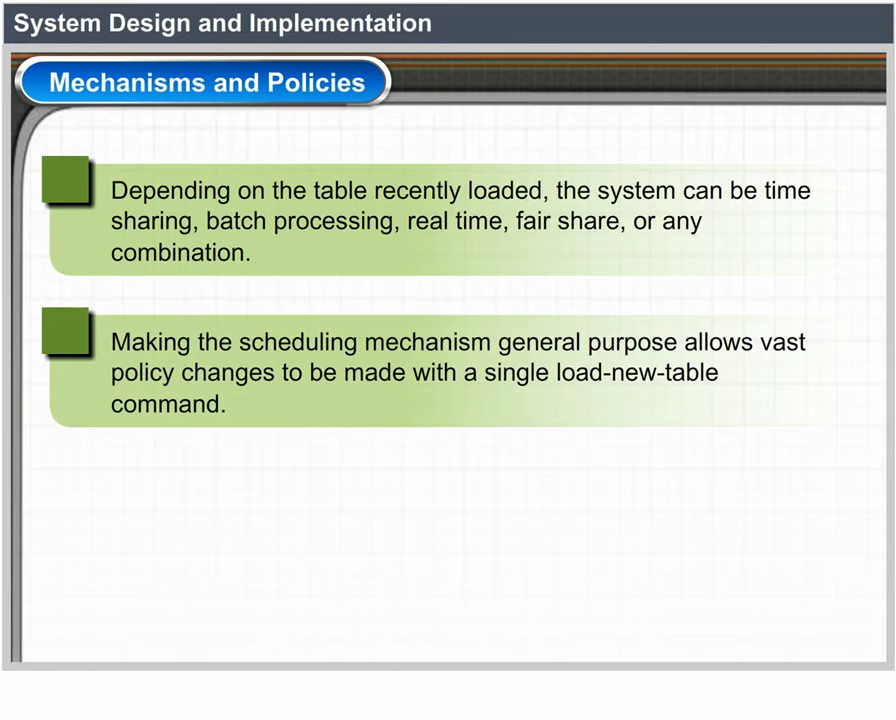 System Design and Implementation
Mechanisms and Policies
Depending on the table recently loaded, the system can be time
sharing, batch processing, real time, fair share, or any
combination.
Making the scheduling mechanism general purpose allows vast
policy changes to be made with a single load-new-table
command.